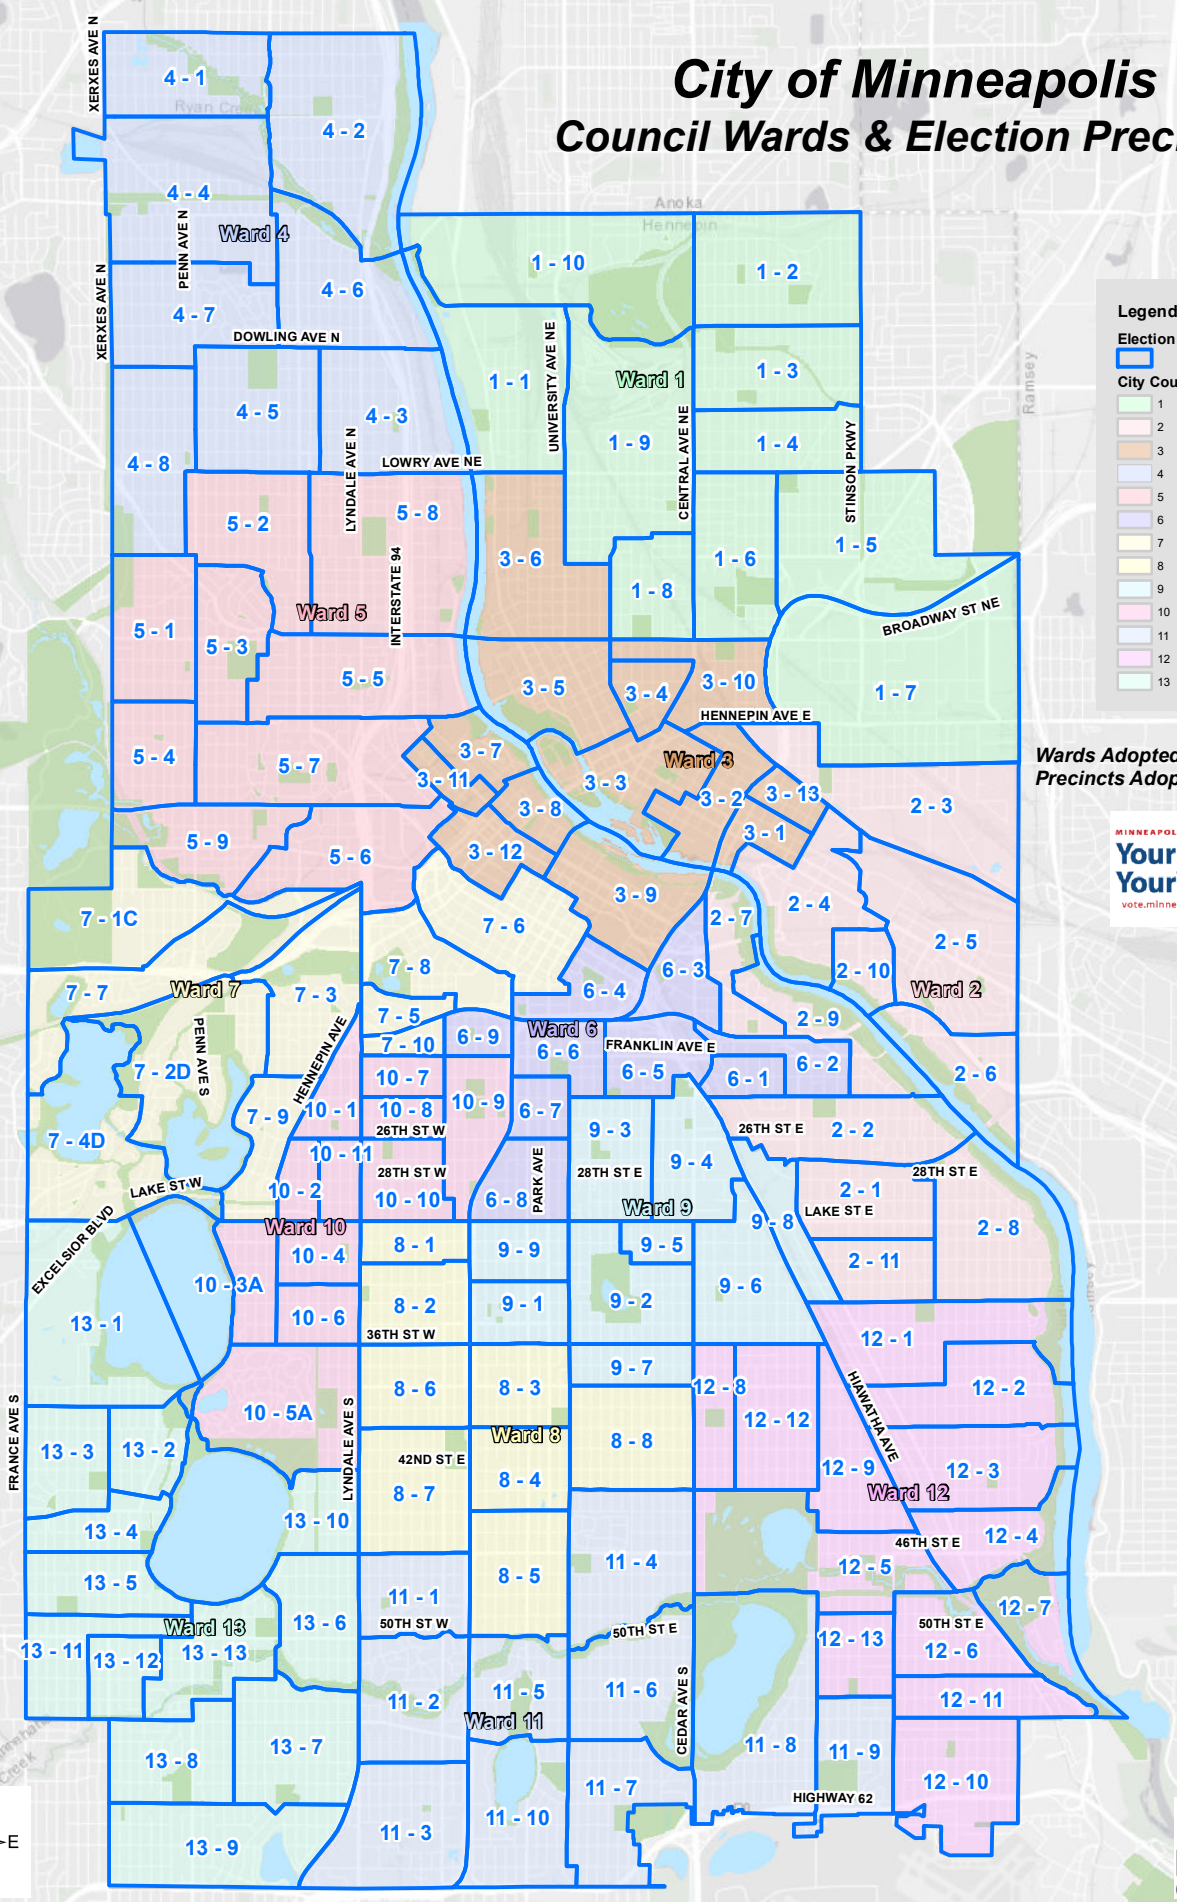 City of Minneapolis
Council Wards & Election Prec
XERXES AVE N
4 - 1
Ryan Creek
4 - 2
4 - 4
PENN AVE N
Ward 4
Anoka
Hennepin
1 - 10
1 - 2
XERXES AVE N
4 - 6
4 - 7
DOWLING AVE N
UNIVERSITY AVE NE
1 - 1
Ward 1
1 - 3
Ramsey
4 - 5
4 - 3
1 - 9
CENTRAL AVE NE
1 - 4
STINSON PKWY
4 - 8
LYNDALE AVE N
LOWRY AVE NE
5 - 2
5 - 8
3 - 6
1 - 6
1 - 5
1 - 8
INTERSTATE 94
Ward 5
BROADWAY ST NE
5 - 1
5 - 3
5 - 5
3 - 5
3 - 4
3 - 10
1 - 7
HENNEPIN AVE E
5 - 4
5 - 7
3 - 7
3 - 11
Ward 3
3 - 3
3 - 2
3 - 13
2 - 3
3 - 8
3 - 1
5 - 9
5 - 6
3 - 12
3 - 9
7 - 1C
7 - 6
2 - 7
2 - 4
2 - 5
7 - 8
6 - 3
2 - 10
7 - 7
Ward 7
7 - 3
6 - 4
Ward 2
7 - 5
2 - 9
PENN AVE S
HENNEPIN AVE
7 - 10
6 - 9
Ward 6
6 - 6
FRANKLIN AVE E
6 - 5
6 - 1
6 - 2
2 - 6
7 - 2D
10 - 7
7 - 9
10 - 1
10 - 8
10 - 9
6 - 7
26TH ST W
7 - 4D
9 - 3
26TH ST E
2 - 2
10 - 11
28TH ST W
PARK AVE
28TH ST E
9 - 4
28TH ST E
LAKE ST W
10 - 2
10 - 10
6 - 8
Ward 9
2 - 1
LAKE ST E
EXCELSIOR BLVD
Ward 10
9 - 8
2 - 8
8 - 1
9 - 9
9 - 5
10 - 4
2 - 11
10 - 3A
9 - 6
8 - 2
9 - 1
9 - 2
10 - 6
13 - 1
36TH ST W
12 - 1
9 - 7
8 - 6
8 - 3
12 - 8
HIAWATHA AVE
12 - 2
FRANCE AVE S
10 - 5A
LYNDALE AVE S
12 - 12
Ward 8
8 - 8
13 - 3
13 - 2
42ND ST E
8 - 4
12 - 9
12 - 3
8 - 7
Ward 12
13 - 10
13 - 4
46TH ST E
12 - 4
11 - 4
12 - 5
13 - 5
8 - 5
11 - 1
12 - 7
Ward 13
13 - 6
50TH ST W
50TH ST E
50TH ST E
13 - 11
13 - 12
13 - 13
12 - 13
12 - 6
11 - 2
11 - 5
11 - 6
CEDAR AVE S
12 - 11
Ward 11
13 - 8
13 - 7
11 - 8
11 - 9
11 - 7
12 - 10
HIGHWAY 62
11 - 3
11 - 10
13 - 9
E
Legend
Election
City Cou
1
2
3
4
5
6
7
8
9
10
11
12
13
Wards Adopted
Precincts Adop
MINNEAPOL
Your
Your
vote.minne